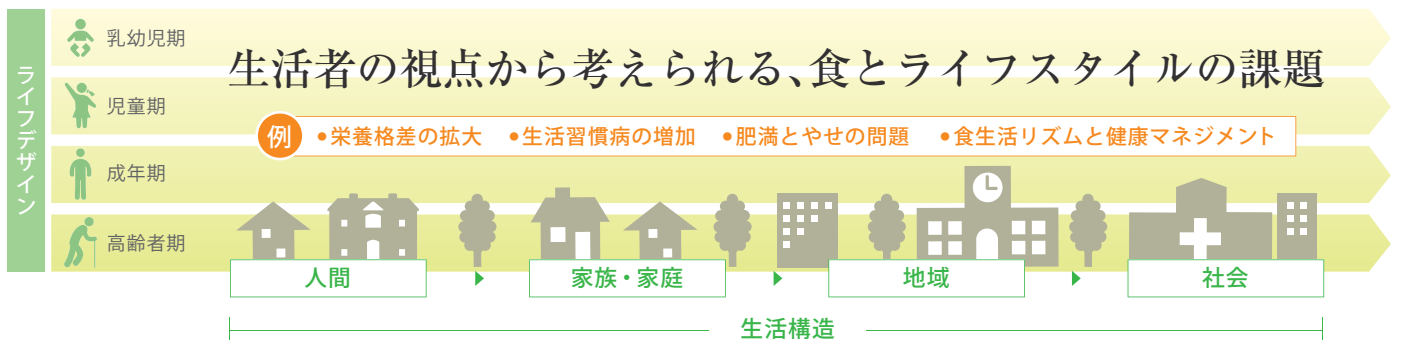 ライフデザイン
乳幼児期
児童期
成年期
高齢者期
生活者の視点から考えられる、食とライフスタイルの課題
例
•栄養格差の拡大 •生活習慣病の増加 •肥満とやせの問題 •食生活リズムと健康マネジメント
人間
家族・家庭
地域
社会
生活構造